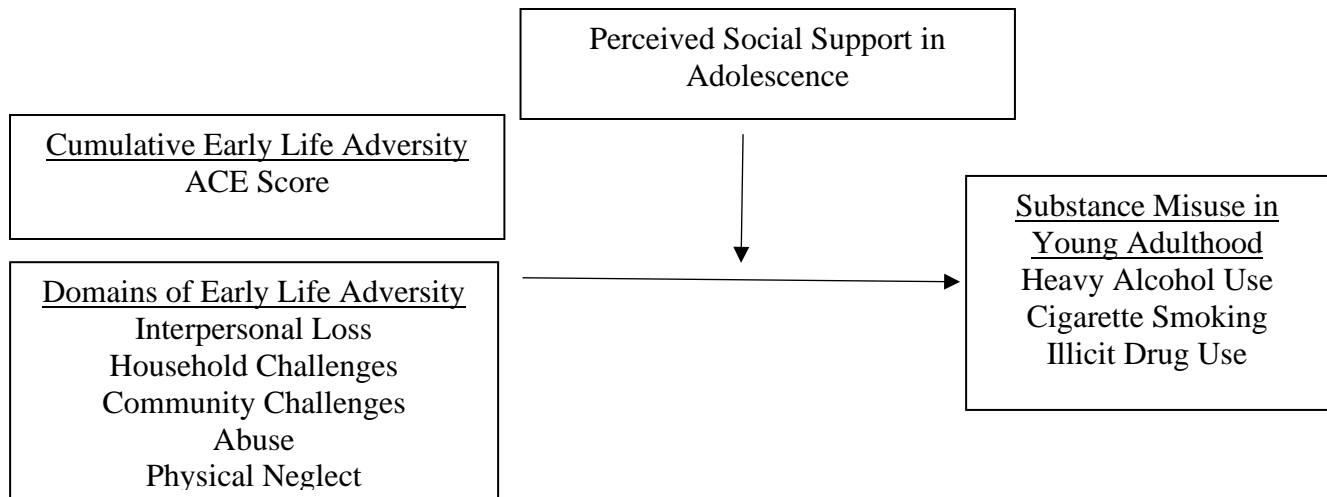 Perceived Social Support in
Adolescence
Cumulative Early Life Adversity
ACE Score
Domains of Early Life Adversity
Interpersonal Loss
Household Challenges
Community Challenges
Abuse
Physical Neglect
Substance Misuse in
Young Adulthood
Heavy Alcohol Use
Cigarette Smoking
Illicit Drug Use